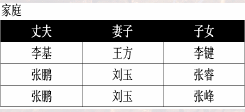 家庭
丈夫 妻子 子女
李基 王方 李键
张鹏 刘玉 张睿
张鹏 刘玉 张峰